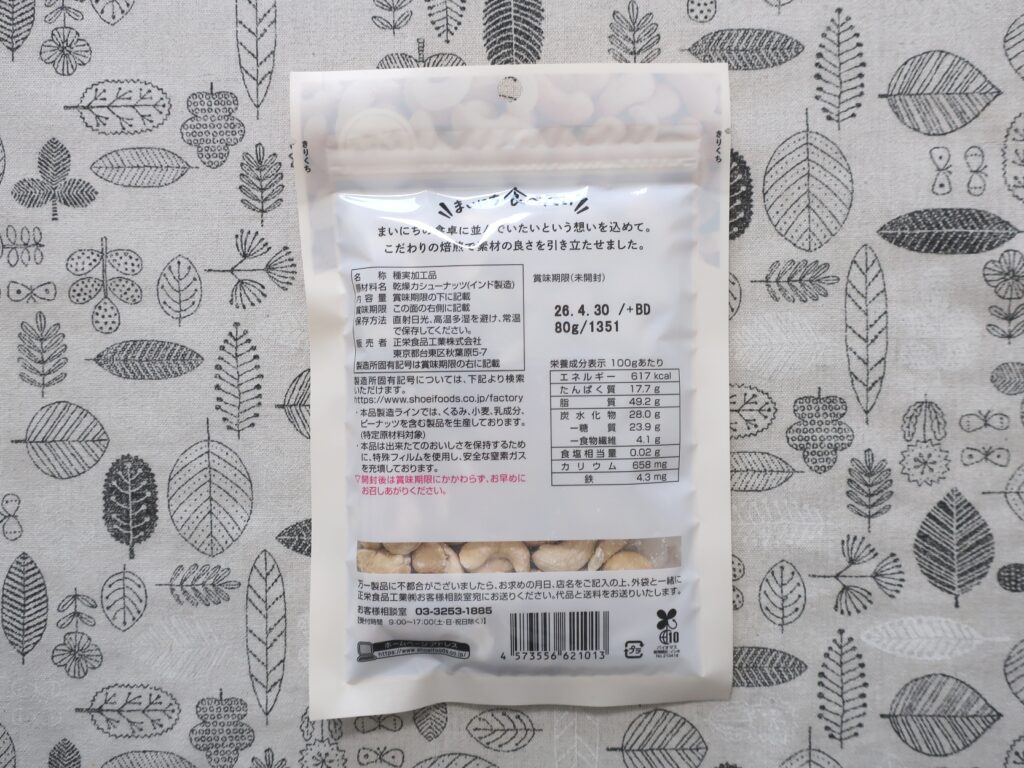 きりくち
きりくち
まいにち食べたい
まいにちの食卓に並んでいたいという想いを込めて。
こだわりの焙煎で素材の良さを引き立たせました。
名 称 種実加工品
原材料名 乾燥カシューナッツ(インド製造)
内容量 賞味期限の下に記載
賞味期限 この面の右側に記載
保存方法 直射日光、高温多湿を避け、常温
で保存してください。
販売者 正栄食品工業株式会社
東京都台東区秋葉原5-7
製造所固有記号は賞味期限の右に記載
製造所固有記号については、下記より検索
いただけます。
https://www.shoeifoods.co.jp/factory
・本品製造ラインでは、くるみ、小麦、乳成分、
ピーナッツを含む製品を生産しております。
(特定原材料対象)
・本品は出来たてのおいしさを保持するため
に、特殊フィルムを使用し、安全な窒素ガス
を充填しております。
開封後は賞味期限にかかわらず、お早めに
お召しあがりください。
賞味期限(未開封)
26.4.30 /+BD
80g/1351
栄養成分表示 100gあたり
エネルギー 617 kcal
たんぱく質 17.7 g
脂質 49.2 g
炭水化物 28.0 g
ー糖質 23.9 g
ー食物繊維 4.1 g
食塩相当量 0.02 g
カリウム 658 mg
鉄 4.3 mg
万一製品に不都合がございましたら、お求めの月日、店名をご記入の上、外袋と一緒に
正栄食品工業㈱お客様相談室宛にお送りください。代品と送料をお送りいたします。
お客様相談室 03-3253-1885
【受付時間 9:00〜17:00(土・日・祝日除く)】
ホームページアドレス
https://www.shoeifoods.co.jp/
4 573556 621013
プラ
10
バイオマス